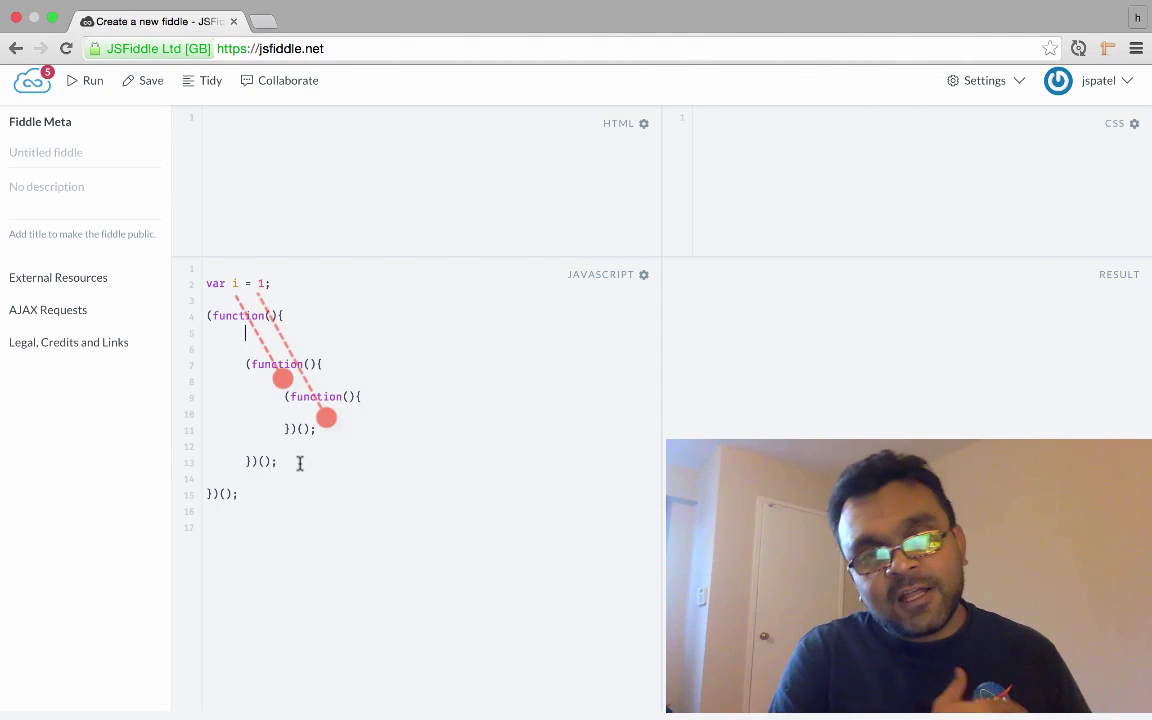 Create a new fiddle - JSFid
h
JSFiddle Ltd [GB] https://jsfiddle.net
5
Run Save Tidy Collaborate Settings jspatel
Fiddle Meta
Untitled fiddle
No description
Add title to make the fiddle public.
External Resources
AJAX Requests
Legal, Credits and Links
1
HTML
1
CSS
JAVASCRIPT
RESULT
1
2 var i = 1;
3
4 (function(){
5
6
7 (function(){
8
9 (function(){
10
11 })();
12
13 })();
14
15 })();
16
17